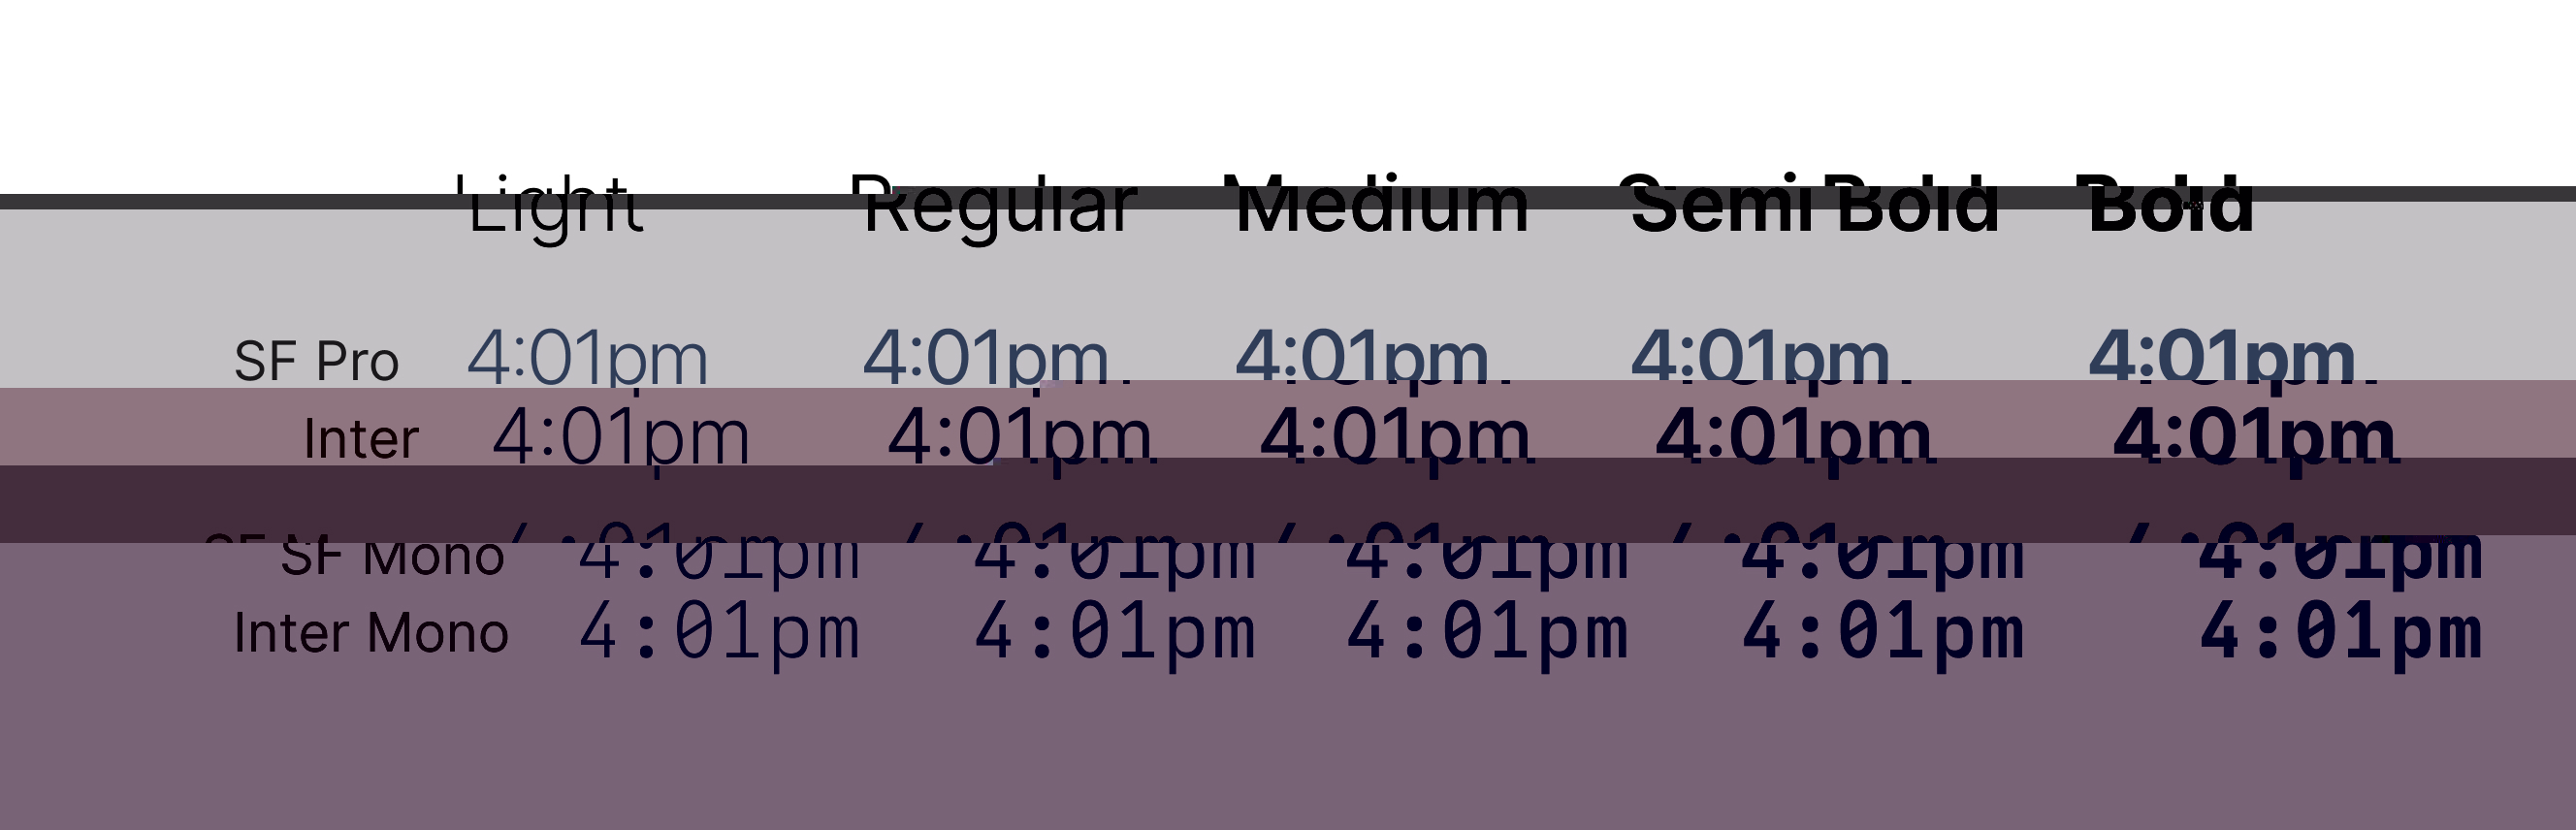 Light Regular Medium Semi Bold Bold
SF Pro 4:01pm 4:01pm 4:01pm 4:01pm 4:01pm
Inter 4:01pm 4:01pm 4:01pm 4:01pm 4:01pm
SF Mono 4:01pm 4:01pm 4:01pm 4:01pm 4:01pm
Inter Mono 4:01pm 4:01pm 4:01pm 4:01pm 4:01pm